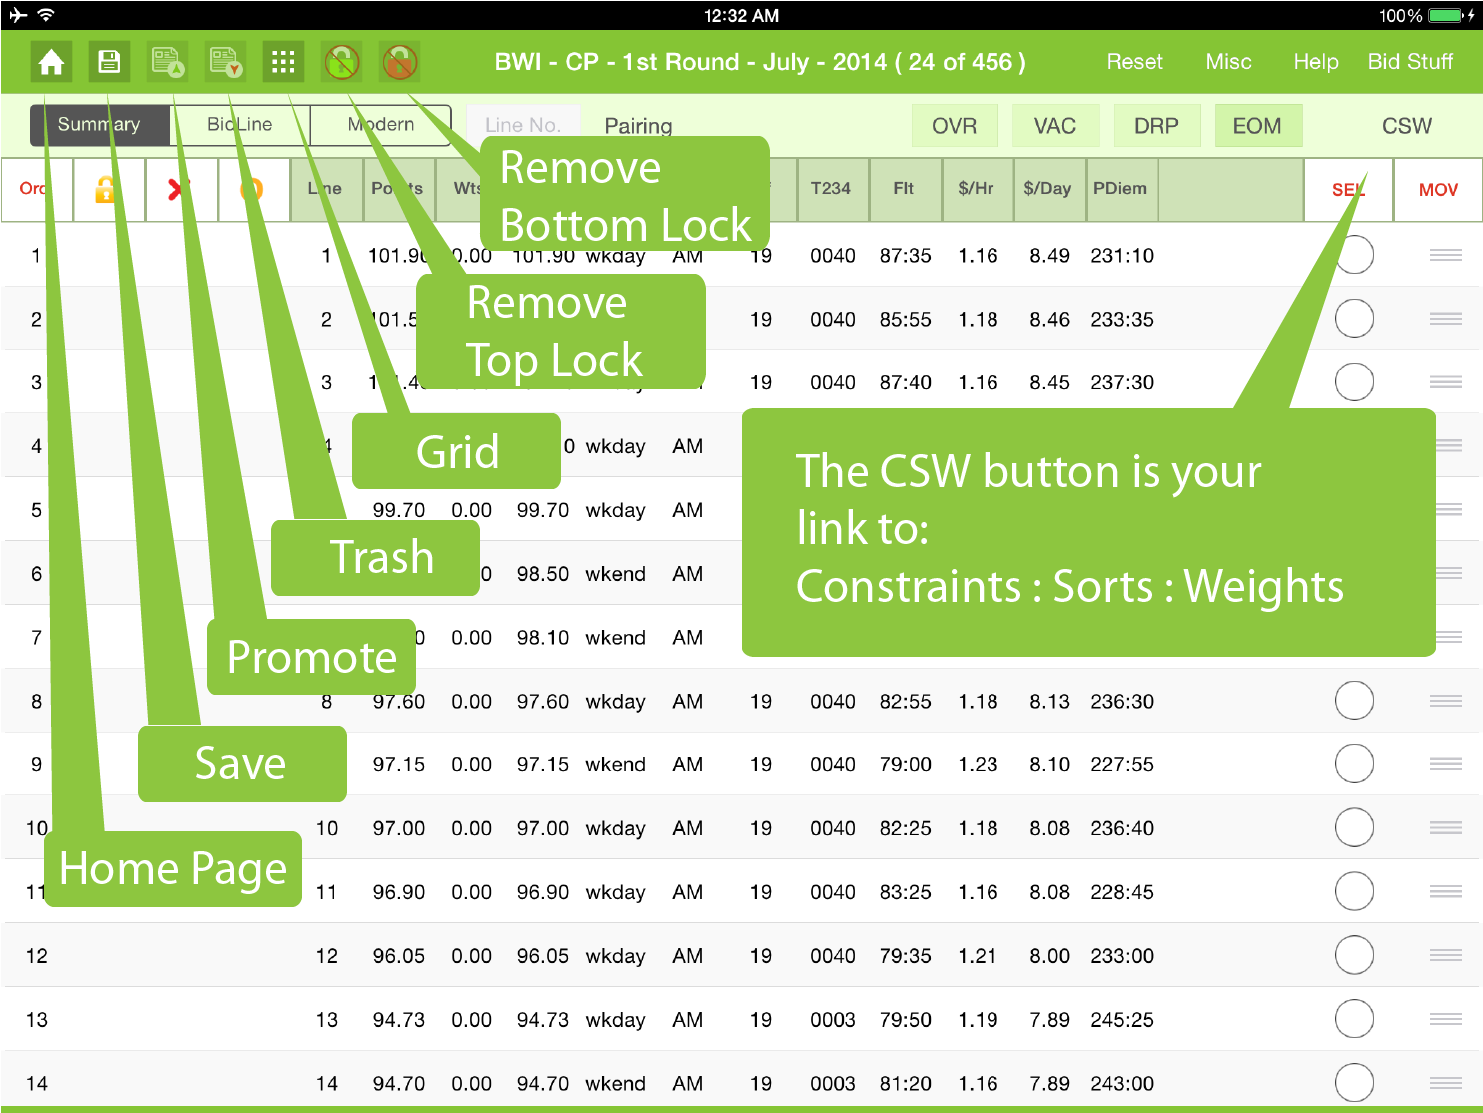 12:32 AM
100%
BWI - CP - 1st Round - July - 2014 ( 24 of 456 )
Reset Misc Help Bid Stuff
Summary BidLine Modern Line No. Pairing OVR VAC DRP EOM CSW
Ord Line Points Wts T234 Flt $/Hr $/Day PDiem SEL MOV
Remove
Bottom Lock
1 1 101.90 0.00 101.90 wkday AM 19 0040 87:35 1.16 8.49 231:10
Remove
Top Lock
2 2 19 0040 85:55 1.18 8.46 233:35
3 3 19 0040 87:40 1.16 8.45 237:30
Grid
4 4 wkday AM
The CSW button is your
link to:
Constraints : Sorts : Weights
5 99.70 0.00 99.70 wkday AM
Trash
6 98.50 wkend AM
7 0.00 98.10 wkend AM
Promote
8 8 97.60 0.00 97.60 wkday AM 19 0040 82:55 1.18 8.13 236:30
Save
9 97.15 0.00 97.15 wkend AM 19 0040 79:00 1.23 8.10 227:55
10 10 97.00 0.00 97.00 wkday AM 19 0040 82:25 1.18 8.08 236:40
Home Page
11 11 96.90 0.00 96.90 wkday AM 19 0040 83:25 1.16 8.08 228:45
12 12 96.05 0.00 96.05 wkday AM 19 0040 79:35 1.21 8.00 233:00
13 13 94.73 0.00 94.73 wkday AM 19 0003 79:50 1.19 7.89 245:25
14 14 94.70 0.00 94.70 wkend AM 19 0003 81:20 1.16 7.89 243:00